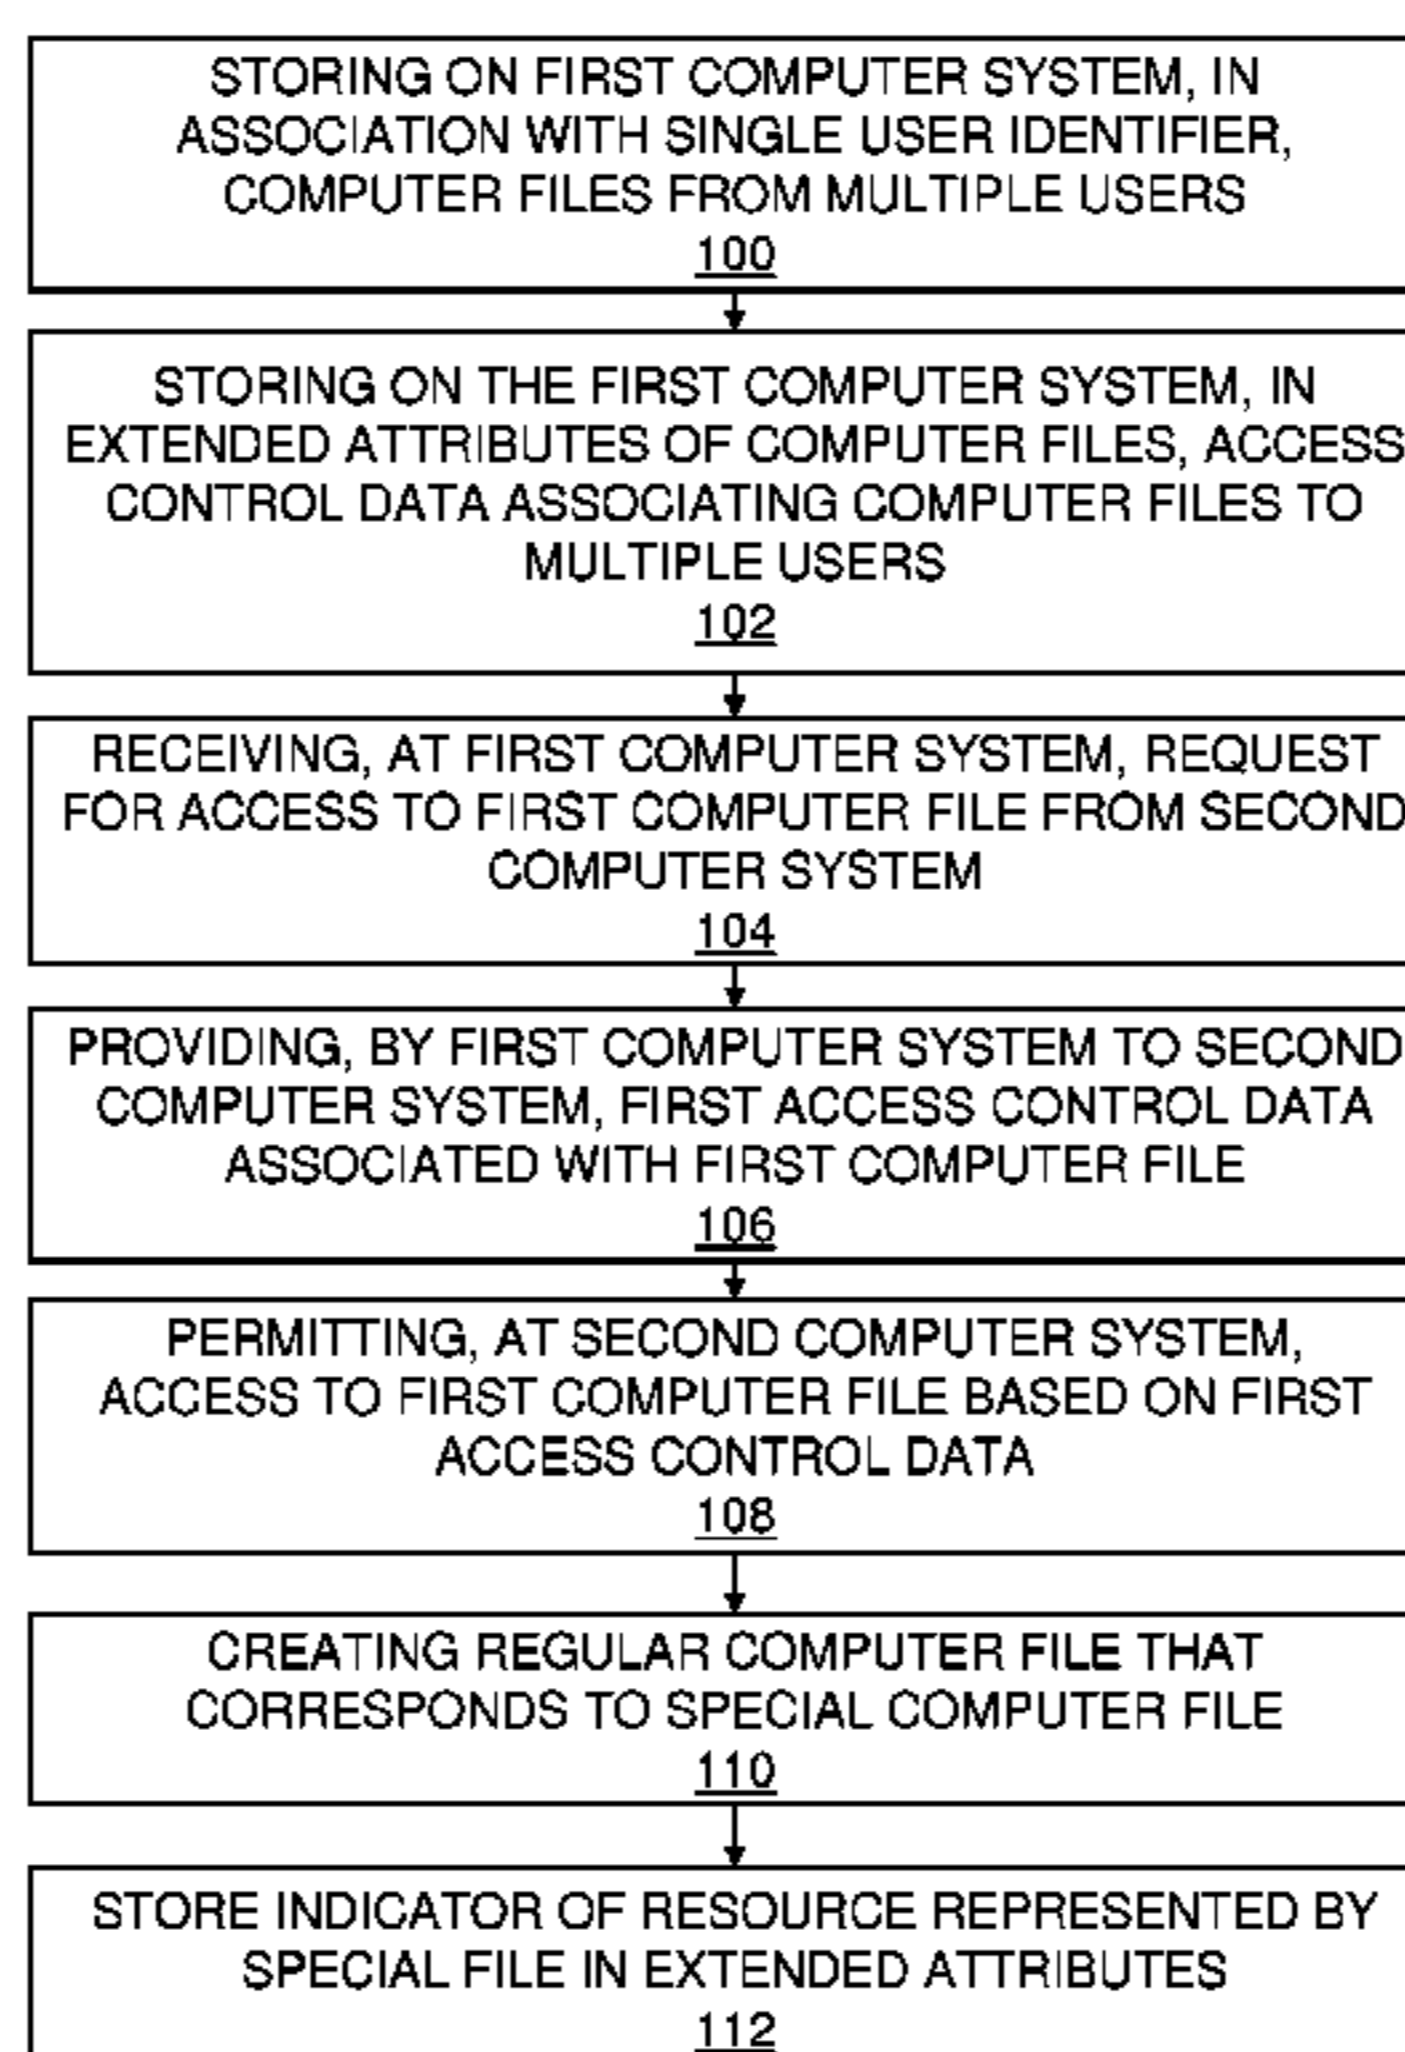 STORING ON FIRST COMPUTER SYSTEM, IN
ASSOCIATION WITH SINGLE USER IDENTIFIER,
COMPUTER FILES FROM MULTIPLE USERS
100
STORING ON THE FIRST COMPUTER SYSTEM, IN
EXTENDED ATTRIBUTES OF COMPUTER FILES, ACCESS
CONTROL DATA ASSOCIATING COMPUTER FILES TO
MULTIPLE USERS
102
RECEIVING, AT FIRST COMPUTER SYSTEM, REQUEST
FOR ACCESS TO FIRST COMPUTER FILE FROM SECOND
COMPUTER SYSTEM
104
PROVIDING, BY FIRST COMPUTER SYSTEM TO SECOND
COMPUTER SYSTEM, FIRST ACCESS CONTROL DATA
ASSOCIATED WITH FIRST COMPUTER FILE
106
PERMITTING, AT SECOND COMPUTER SYSTEM,
ACCESS TO FIRST COMPUTER FILE BASED ON FIRST
ACCESS CONTROL DATA
108
CREATING REGULAR COMPUTER FILE THAT
CORRESPONDS TO SPECIAL COMPUTER FILE
110
STORE INDICATOR OF RESOURCE REPRESENTED BY
SPECIAL FILE IN EXTENDED ATTRIBUTES
112